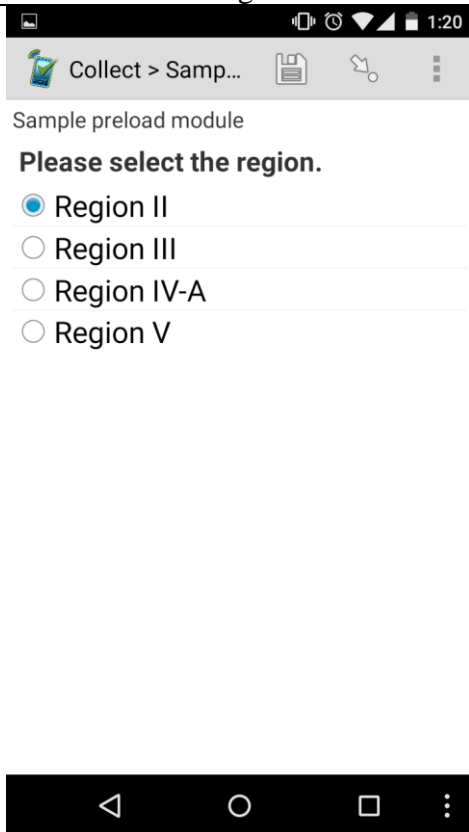 1:20
Collect > Samp...
Sample preload module
Please select the region.
Region II
Region III
Region IV-A
Region V